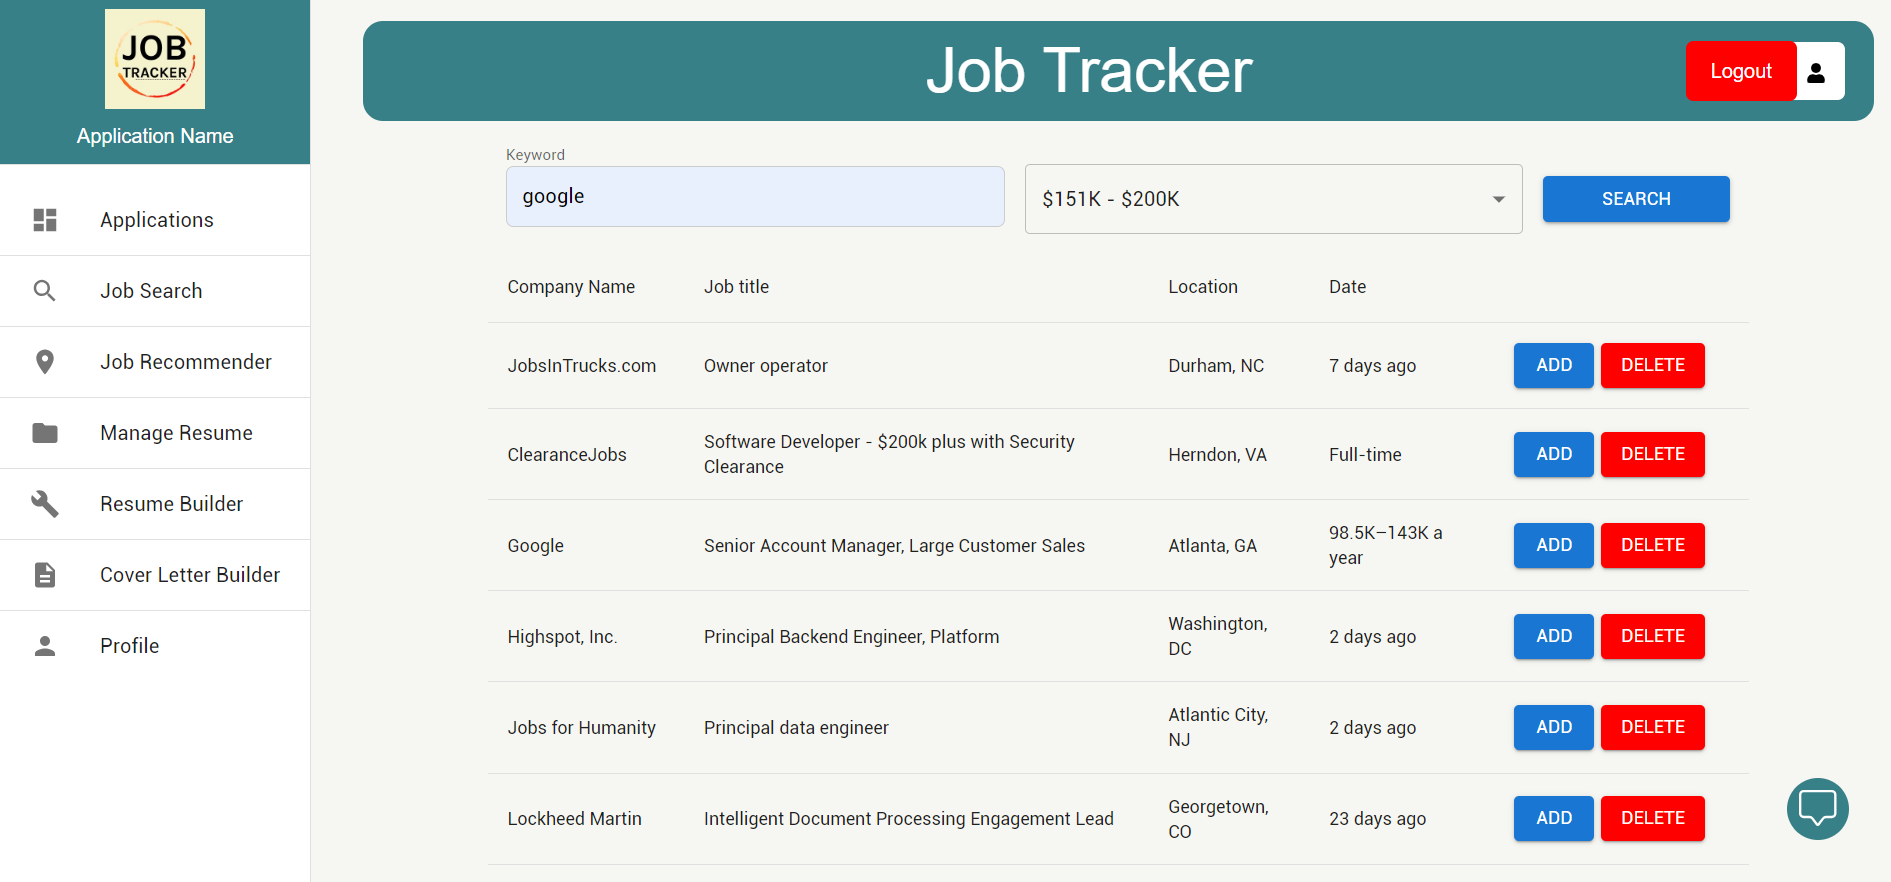 JOB
TRACKER
Application Name
Applications
Job Search
Job Recommender
Manage Resume
Resume Builder
Cover Letter Builder
Profile
Job Tracker
Logout
Keyword
google
$151K - $200K
SEARCH
Company Name Job title Location Date
JobsInTrucks.com Owner operator Durham, NC 7 days ago ADD DELETE
ClearanceJobs Software Developer - $200k plus with Security
Clearance Herndon, VA Full-time ADD DELETE
Google Senior Account Manager, Large Customer Sales Atlanta, GA 98.5K–143K a
year ADD DELETE
Highspot, Inc. Principal Backend Engineer, Platform Washington,
DC 2 days ago ADD DELETE
Jobs for Humanity Principal data engineer Atlantic City,
NJ 2 days ago ADD DELETE
Lockheed Martin Intelligent Document Processing Engagement Lead Georgetown,
CO 23 days ago ADD DELETE